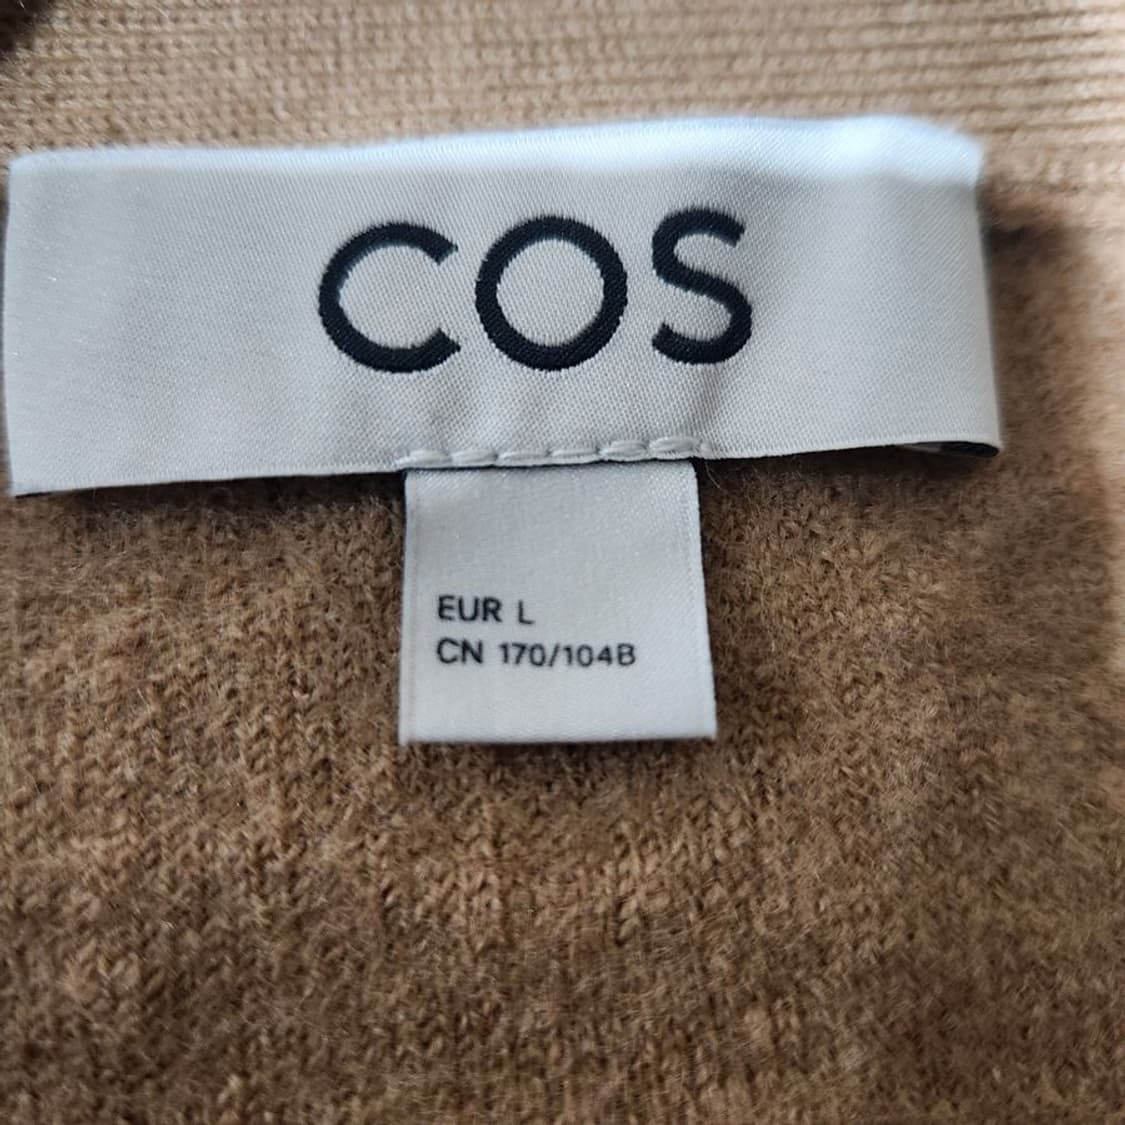 COS
EUR L
CN 170/104B